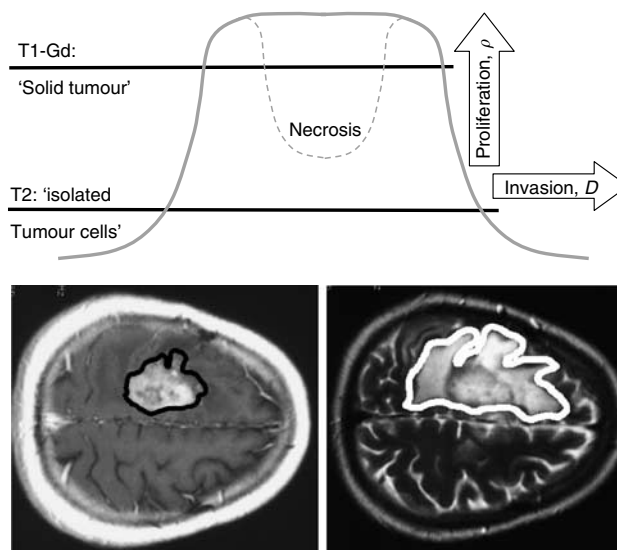 T1-Gd:
'Solid tumour'
Necrosis
Proliferation, ρ
T2: 'isolated
Invasion, D
Tumour cells'